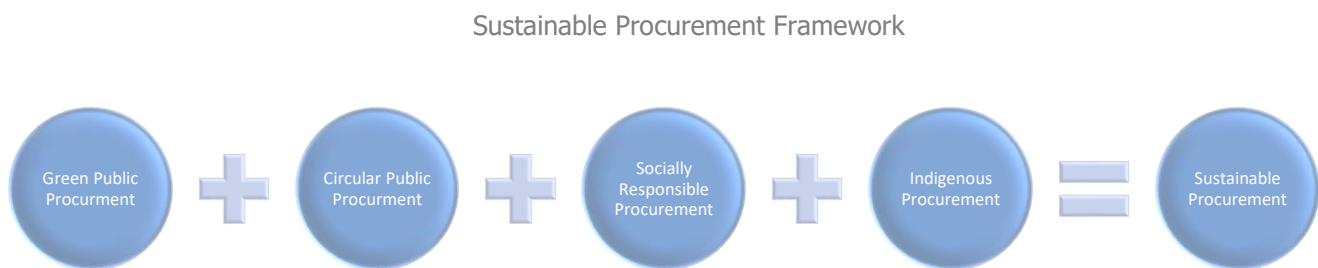 Sustainable Procurement Framework
Green Public
Procurment
Circular Public
Procurment
Socially
Responsible
Procurement
Indigenous
Procurement
Sustainable
Procurement